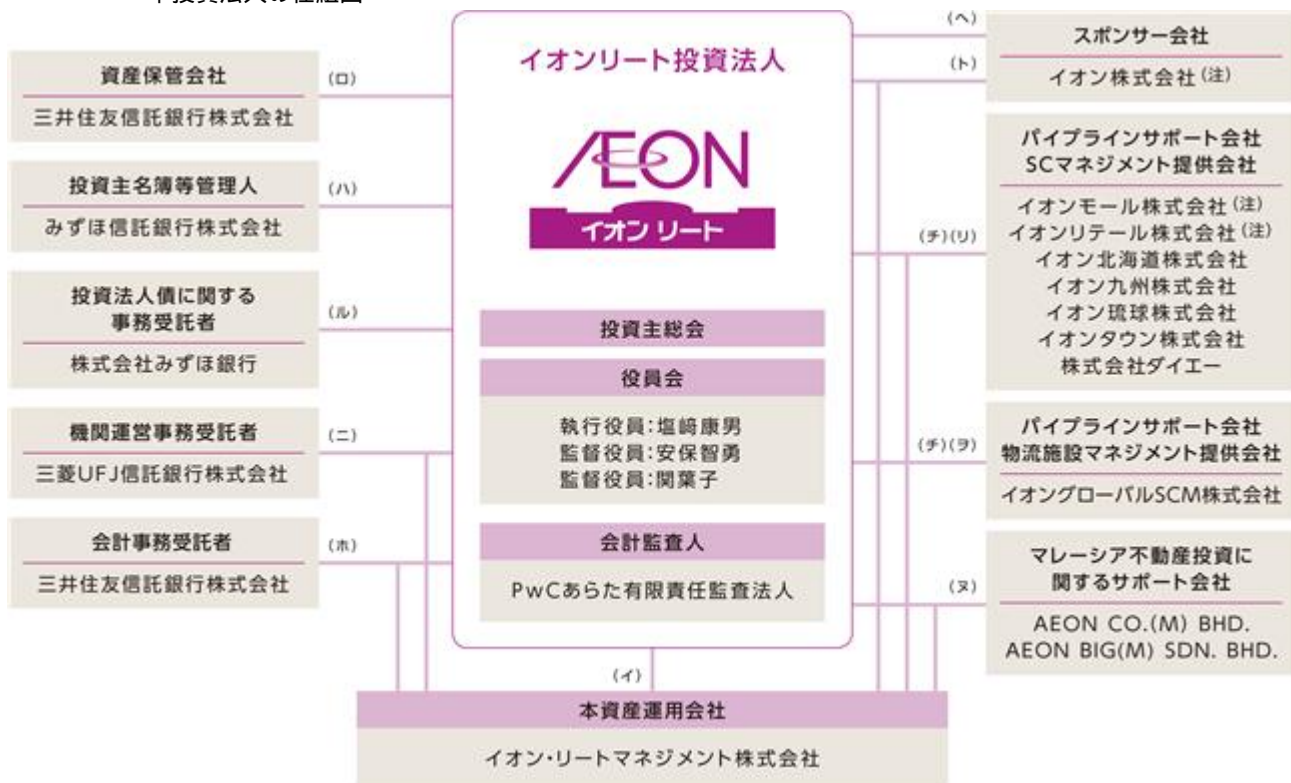 イオンリート投資法人
AEON
イオン リート
投資主総会
役員会
執行役員:塩﨑康男
監督役員:安保智勇
監督役員:関葉子
会計監査人
PwCあらた有限責任監査法人
資産保管会社
三井住友信託銀行株式会社
(ロ)
投資主名簿等管理人
みずほ信託銀行株式会社
(ハ)
投資法人債に関する
事務受託者
株式会社みずほ銀行
(ル)
機関運営事務受託者
三菱UFJ信託銀行株式会社
(ニ)
会計事務受託者
三井住友信託銀行株式会社
(ホ)
(ヘ)
(ト)
スポンサー会社
イオン株式会社(注)
(チ)(リ)
パイプラインサポート会社
SCマネジメント提供会社
イオンモール株式会社(注)
イオンリテール株式会社(注)
イオン北海道株式会社
イオン九州株式会社
イオン琉球株式会社
イオンタウン株式会社
株式会社ダイエー
(チ)(ヲ)
パイプラインサポート会社
物流施設マネジメント提供会社
イオングローバルSCM株式会社
(ヌ)
マレーシア不動産投資に
関するサポート会社
AEON CO.(M) BHD.
AEON BIG(M) SDN. BHD.
(イ)
本資産運用会社
イオン・リートマネジメント株式会社